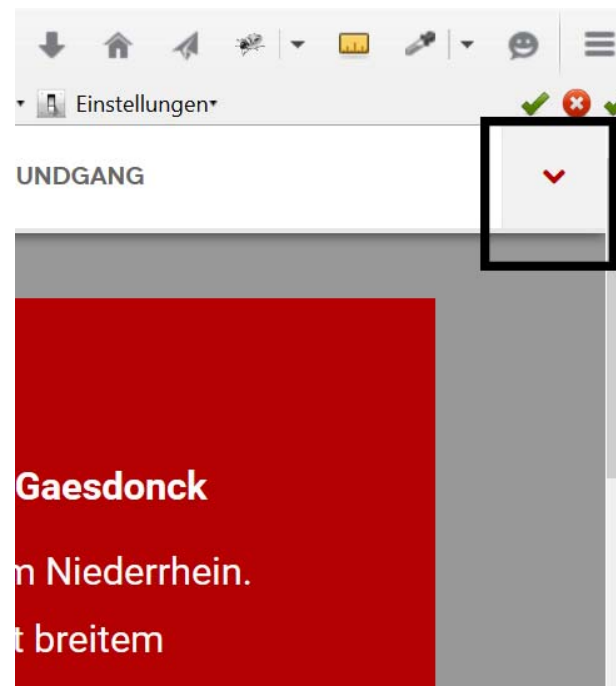 Einstellungen
UNDGANG
Gaesdonck
m Niederrhein.
t breitem